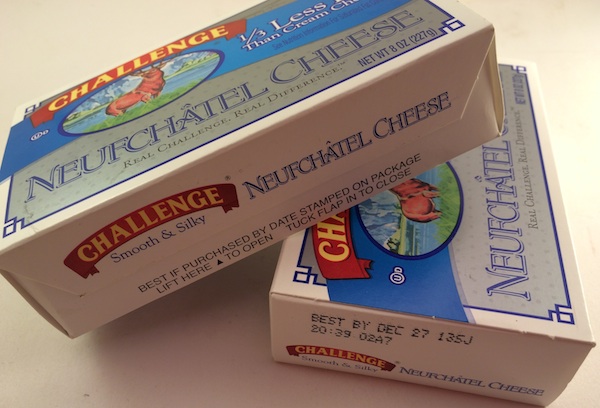 CHALLENGE
1/3 Less
Than Cream
NET WT 8 OZ (227g)
NEUFCHÂTEL CHEESE
REAL CHALLENGE. REAL DIFFERENCE.™
CHALLENGE®
Smooth & Silky
NEUFCHÂTEL CHEESE
BEST IF PURCHASED BY DATE STAMPED ON PACKAGE
LIFT HERE ▲ TO OPEN TUCK FLAP IN TO CLOSE
CH
NEUFCHÂTEL
REAL CHALLENGE. REAL DIFFERENCE.
BEST BY DEC 27 135J
20:39 02A7
CHALLENGE®
Smooth & Silky
NEUFCHÂTEL CHEESE